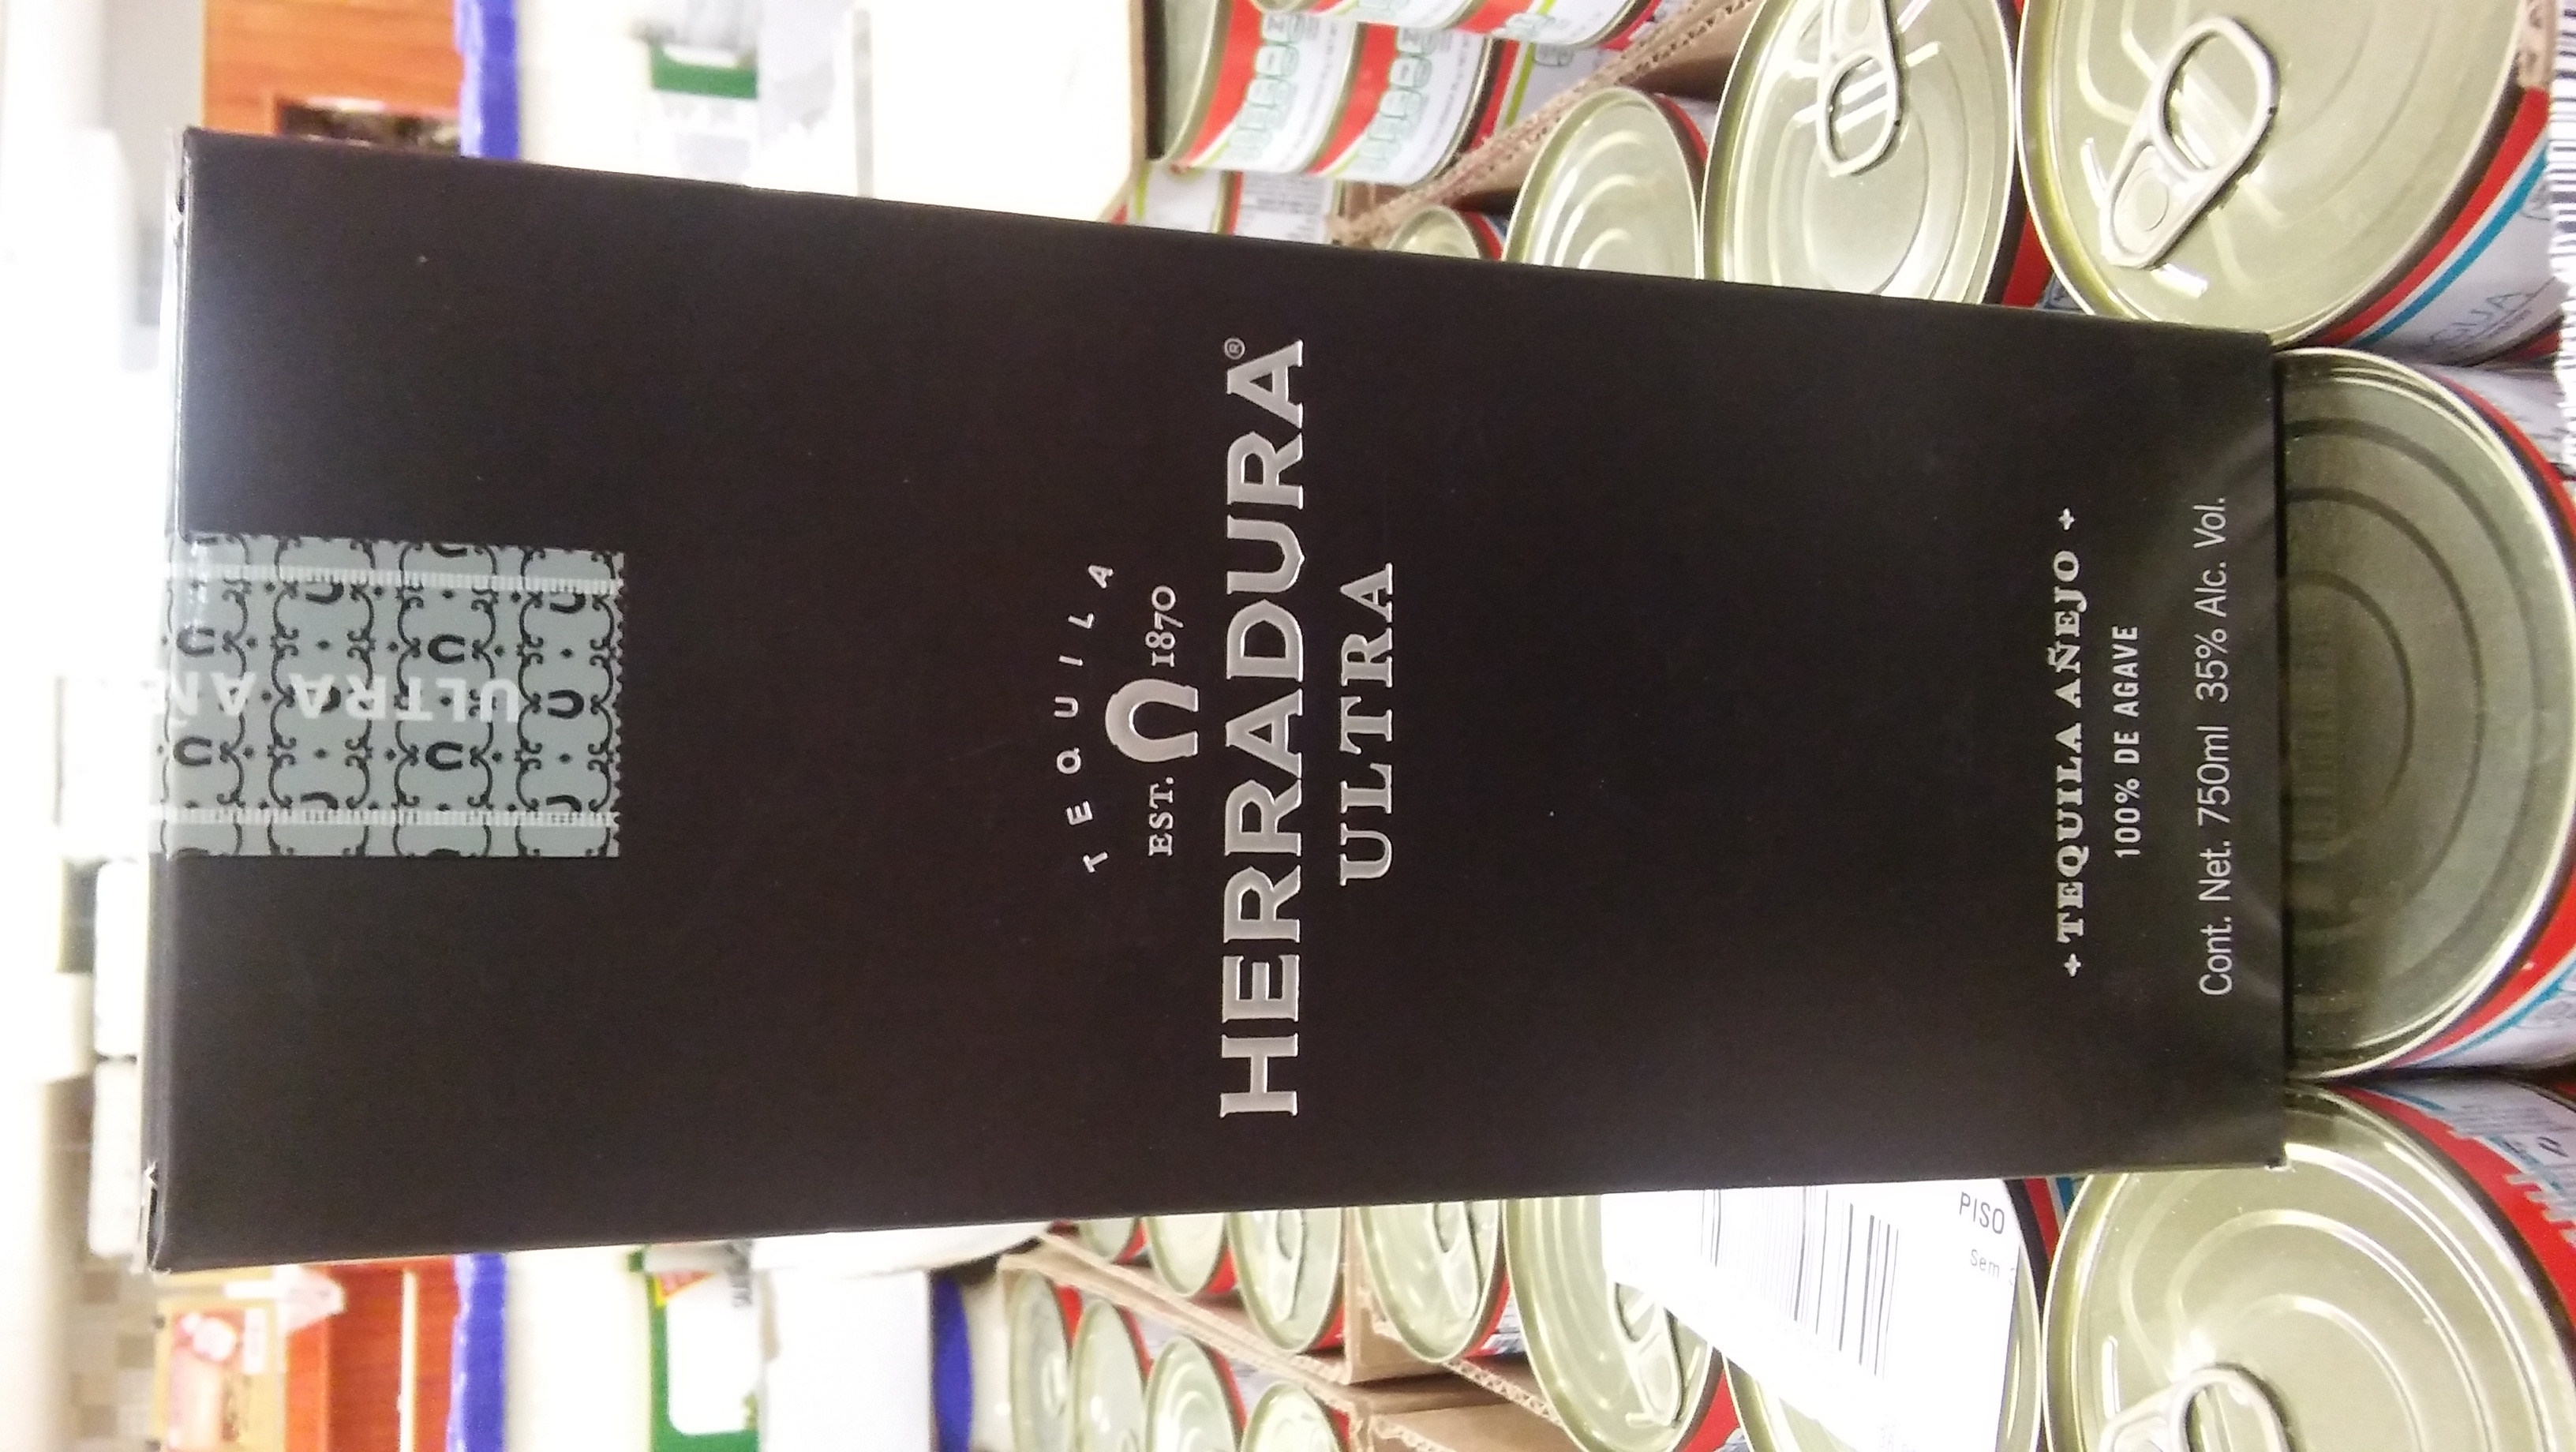 ULTRA AÑ
TEQUILA
EST. 1870
HERRADURA®
ULTRA
TEQUILA AÑEJO
100% DE AGAVE
Cont. Net. 750ml 35% Alc. Vol.
PISO
Sem